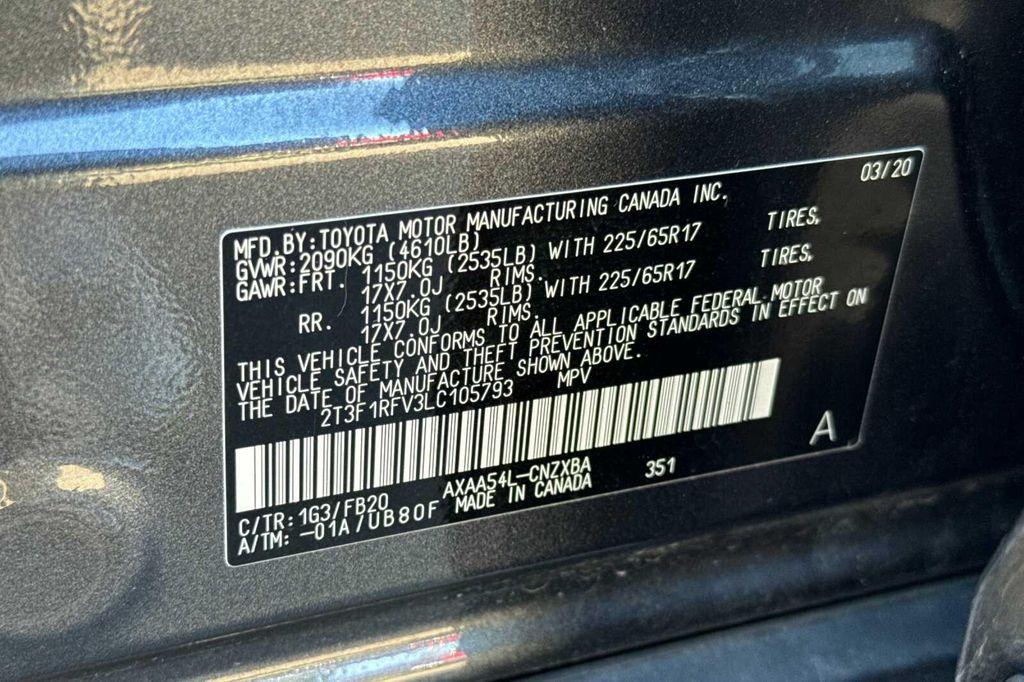 03/20
MFD.BY:TOYOTA MOTOR MANUFACTURING CANADA INC.
GVWR:2090KG (4610LB)
GAWR:FRT. 1150KG (2535LB) WITH 225/65R17 TIRES,
17X7.0J RIMS.
RR. 1150KG (2535LB) WITH 225/65R17 TIRES,
17X7.0J RIMS.
THIS VEHICLE CONFORMS TO ALL APPLICABLE FEDERAL MOTOR
VEHICLE SAFETY AND THEFT PREVENTION STANDARDS IN EFFECT ON
THE DATE OF MANUFACTURE SHOWN ABOVE.
2T3F1RFV3LC105793 MPV
A
C/TR:1G3/FB20 AXAA54L-CNZXBA 351
A/TM:-01A/UB80F MADE IN CANADA